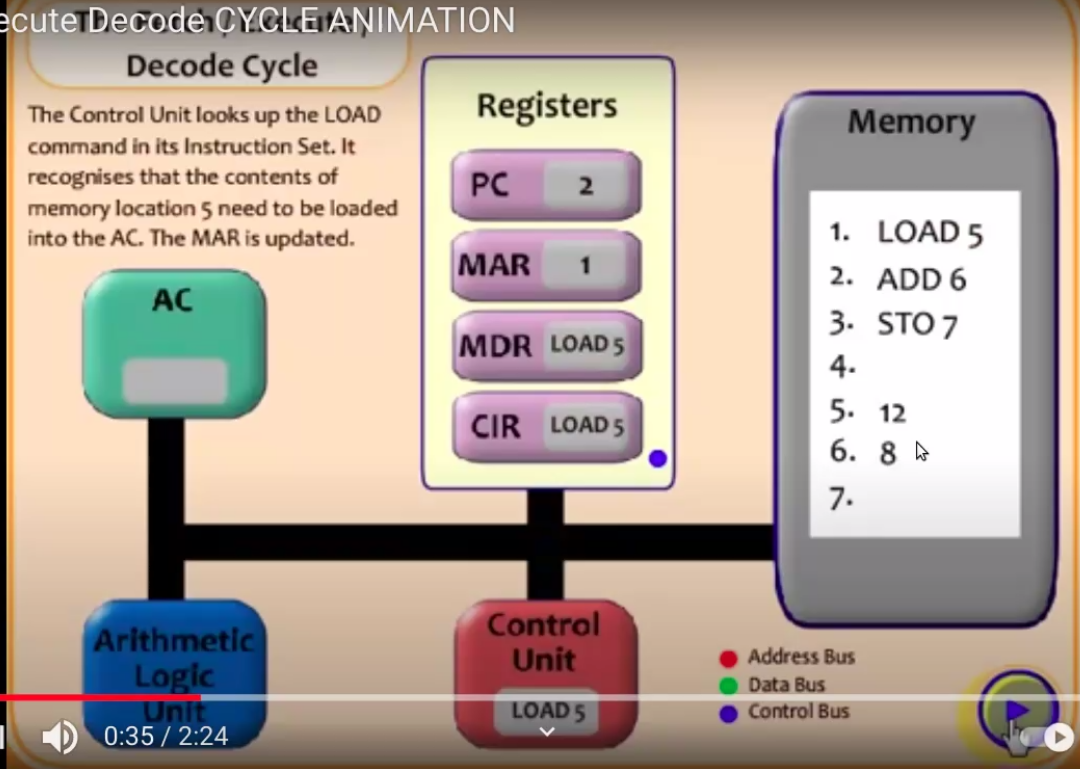 ecute Decode CYCLE ANIMATION
The Fetch / Execute /
Decode Cycle
The Control Unit looks up the LOAD
command in its Instruction Set. It
recognises that the contents of
memory location 5 need to be loaded
into the AC. The MAR is updated.
AC
Registers
PC 2
MAR 1
MDR LOAD 5
CIR LOAD 5
Memory
1. LOAD 5
2. ADD 6
3. STO 7
4.
5. 12
6. 8
7.
Arithmetic
Logic
Unit
Control
Unit
LOAD 5
Address Bus
Data Bus
Control Bus
0:35 / 2:24